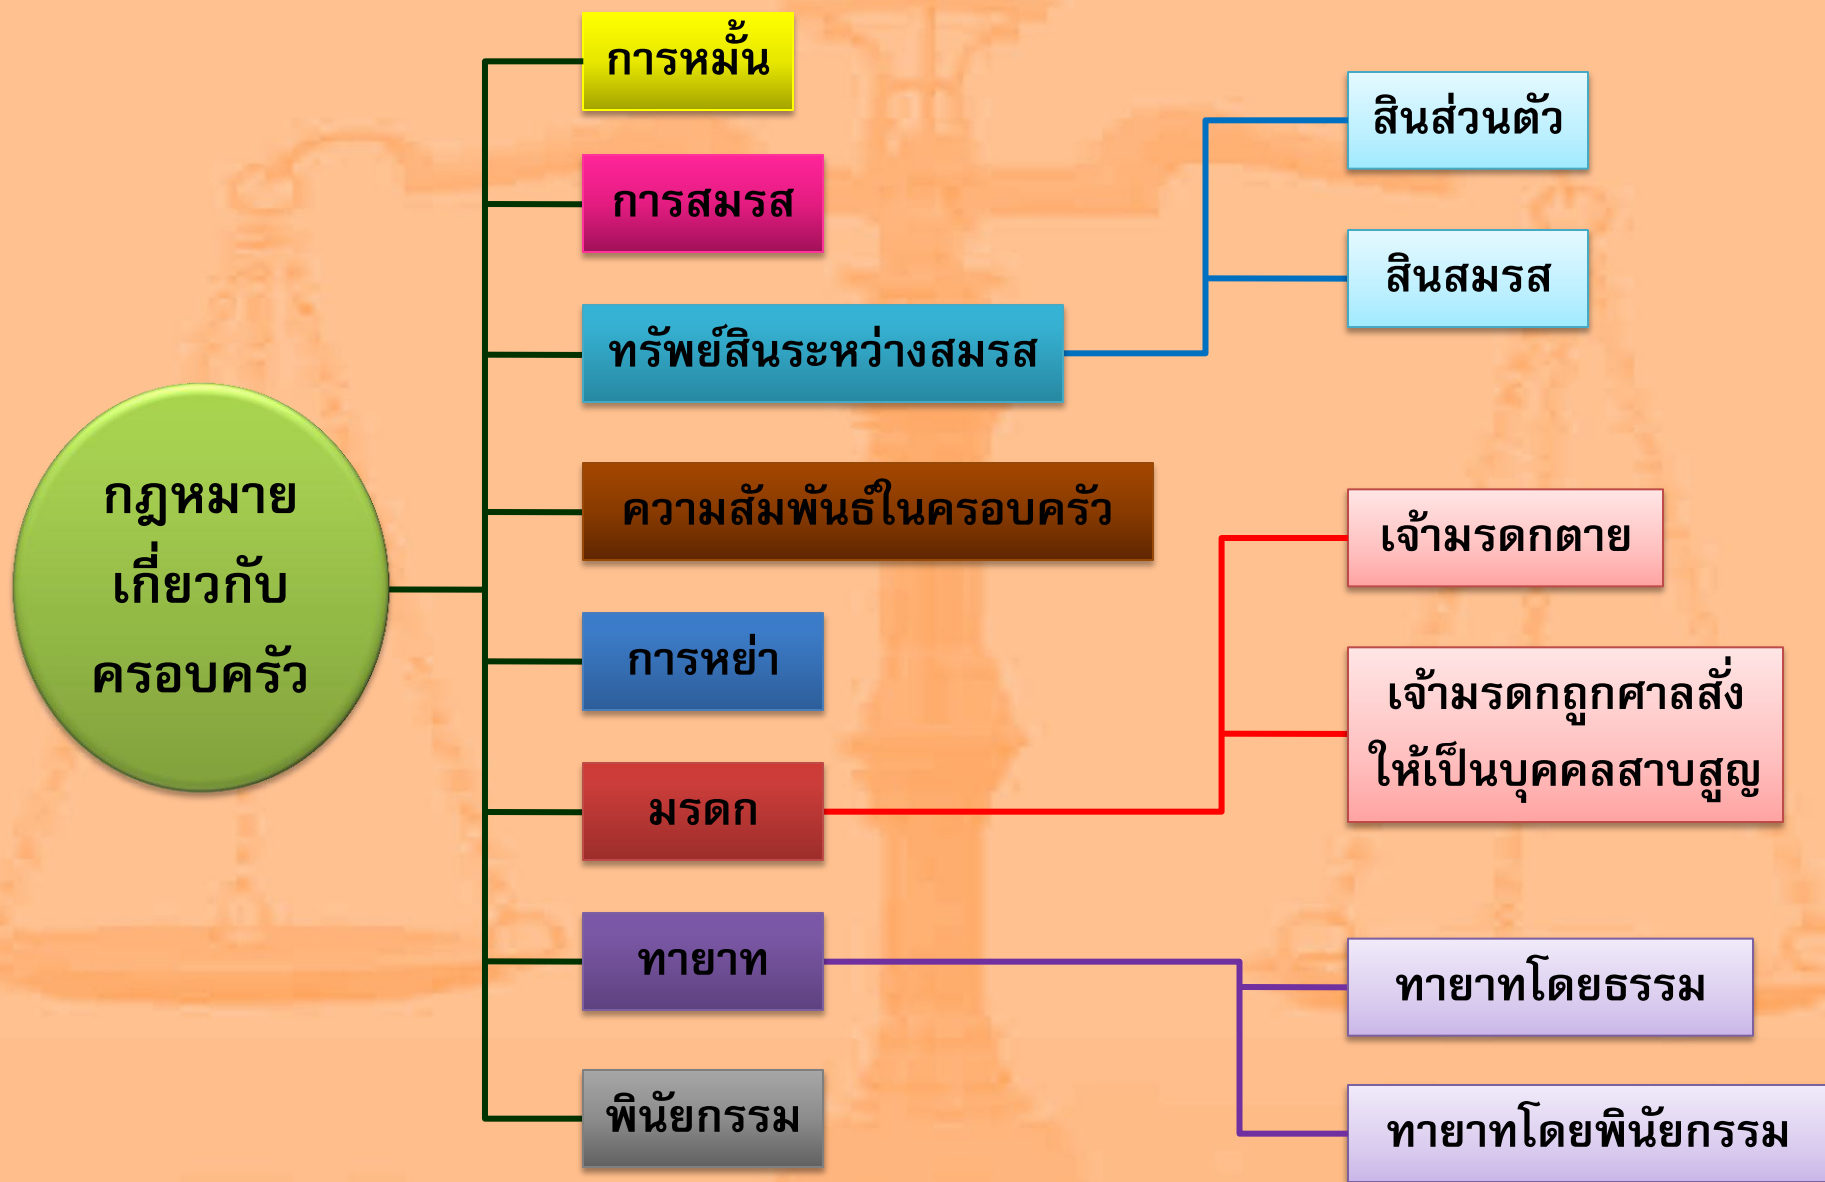 กฎหมาย
เกี่ยวกับ
ครอบครัว
การหมั้น
การสมรส
ทรัพย์สินระหว่างสมรส
สินส่วนตัว
สินสมรส
ความสัมพันธ์ในครอบครัว
การหย่า
มรดก
เจ้ามรดกตาย
เจ้ามรดกถูกศาลสั่ง
ให้เป็นบุคคลสาบสูญ
ทายาท
ทายาทโดยธรรม
ทายาทโดยพินัยกรรม
พินัยกรรม